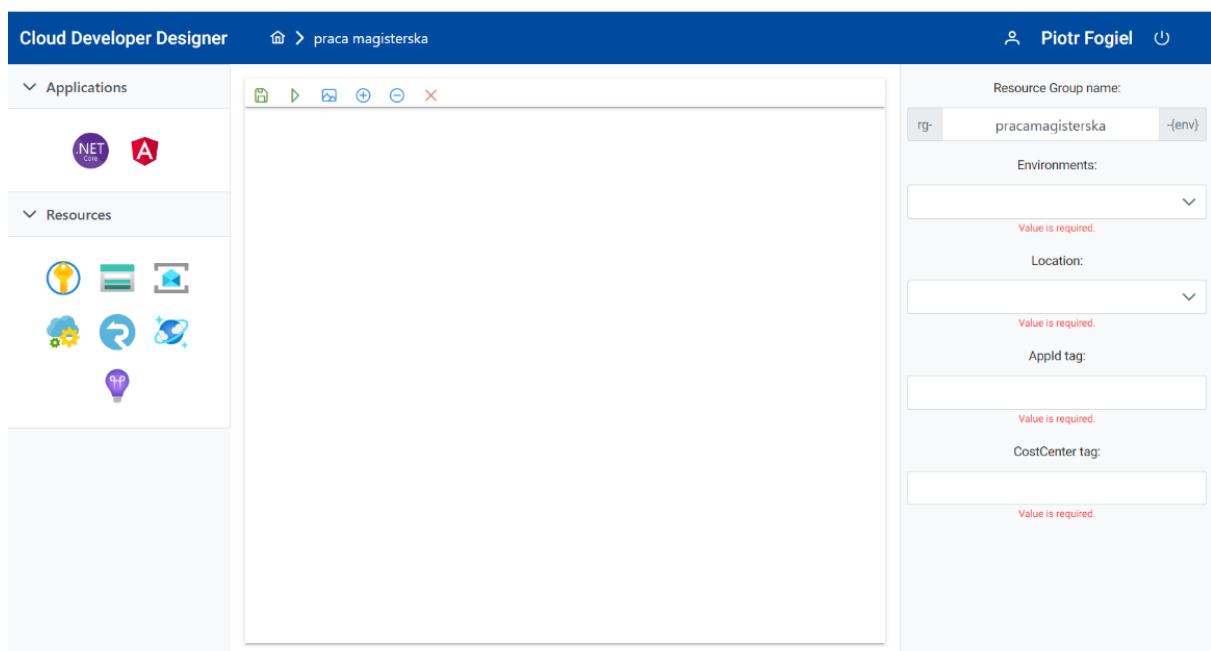 Cloud Developer Designer
praca magisterska
Piotr Fogiel
Applications
.NET
Core
A
Resources
Resource Group name:
rg- pracamagisterska -{env}
Environments:
Value is required.
Location:
Value is required.
AppId tag:
Value is required.
CostCenter tag:
Value is required.